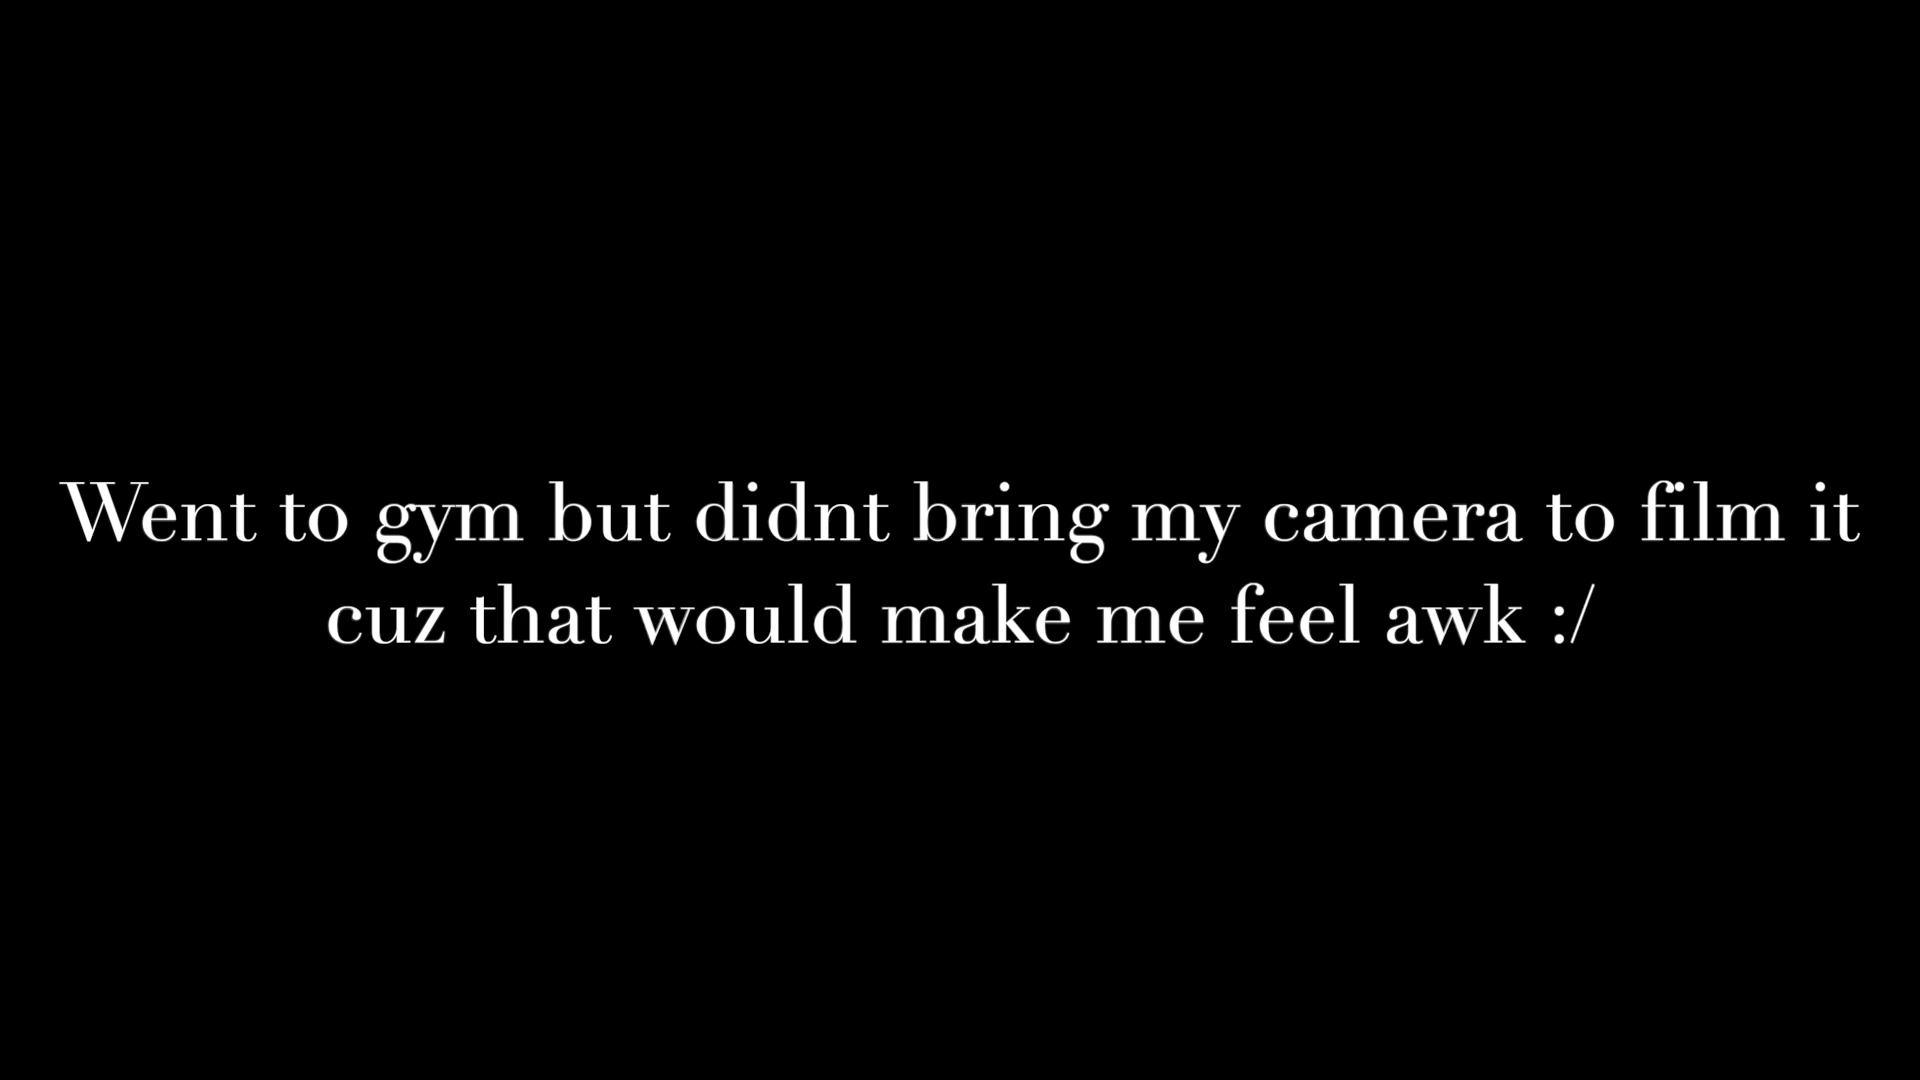 Went to gym but didnt bring my camera to film it
cuz that would make me feel awk :/